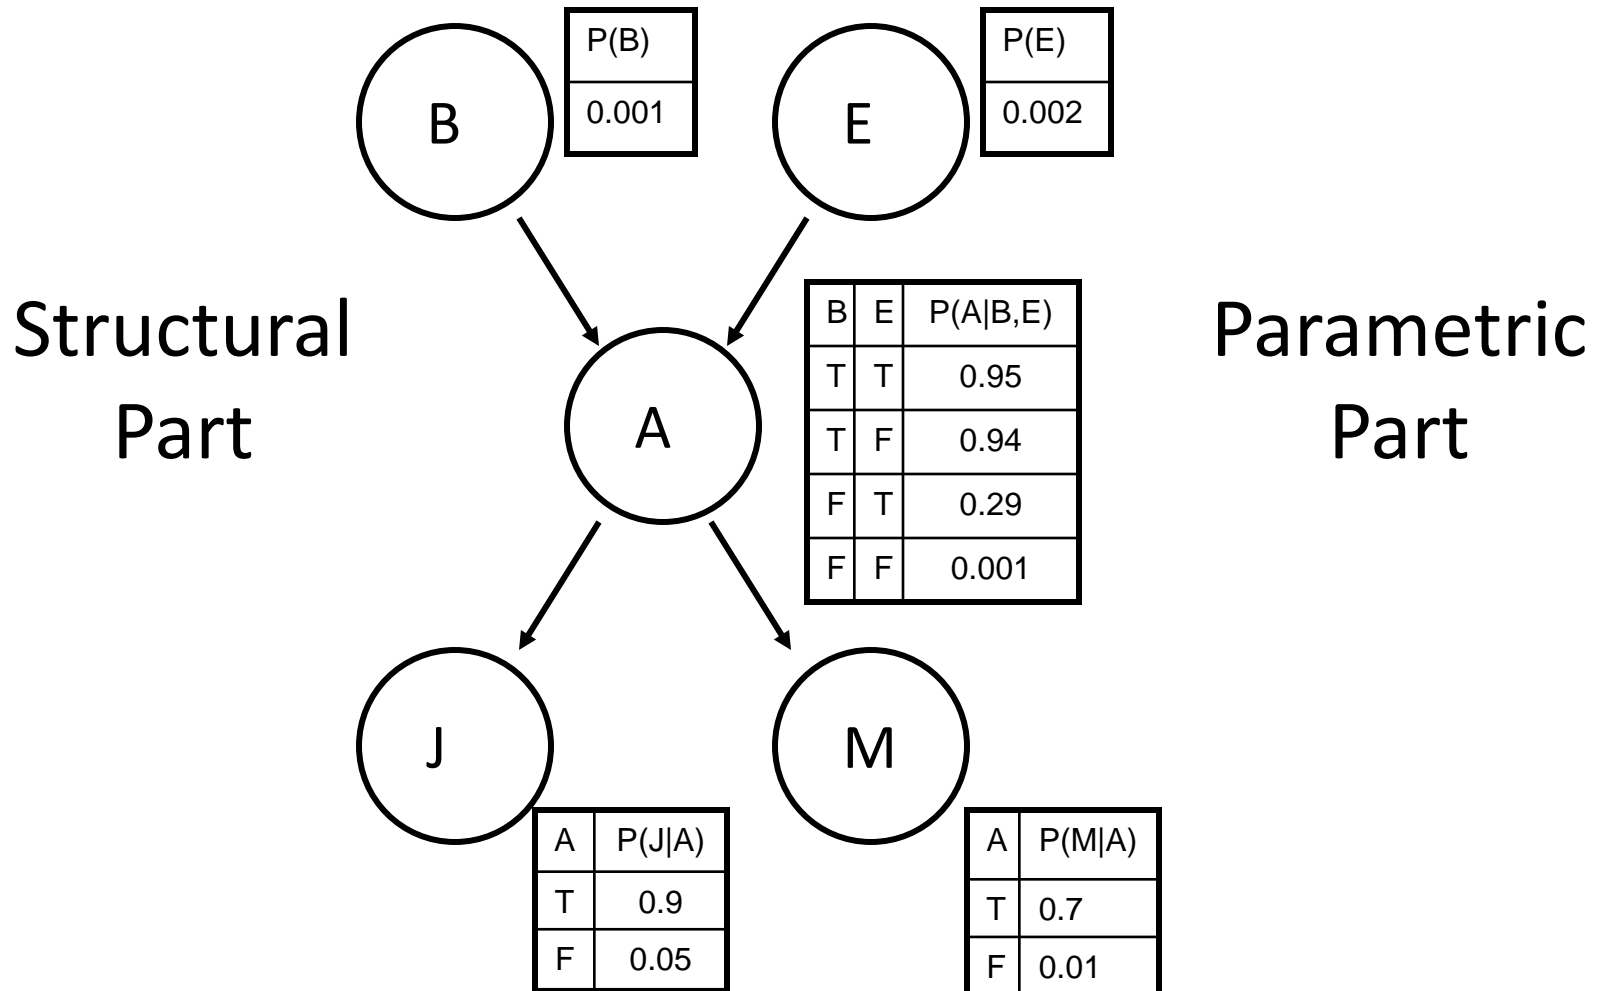 B
P(B)
0.001
E
P(E)
0.002
Structural
Part
A
B E P(A|B,E)
T T 0.95
T F 0.94
F T 0.29
F F 0.001
Parametric
Part
J
A P(J|A)
T 0.9
F 0.05
M
A P(M|A)
T 0.7
F 0.01